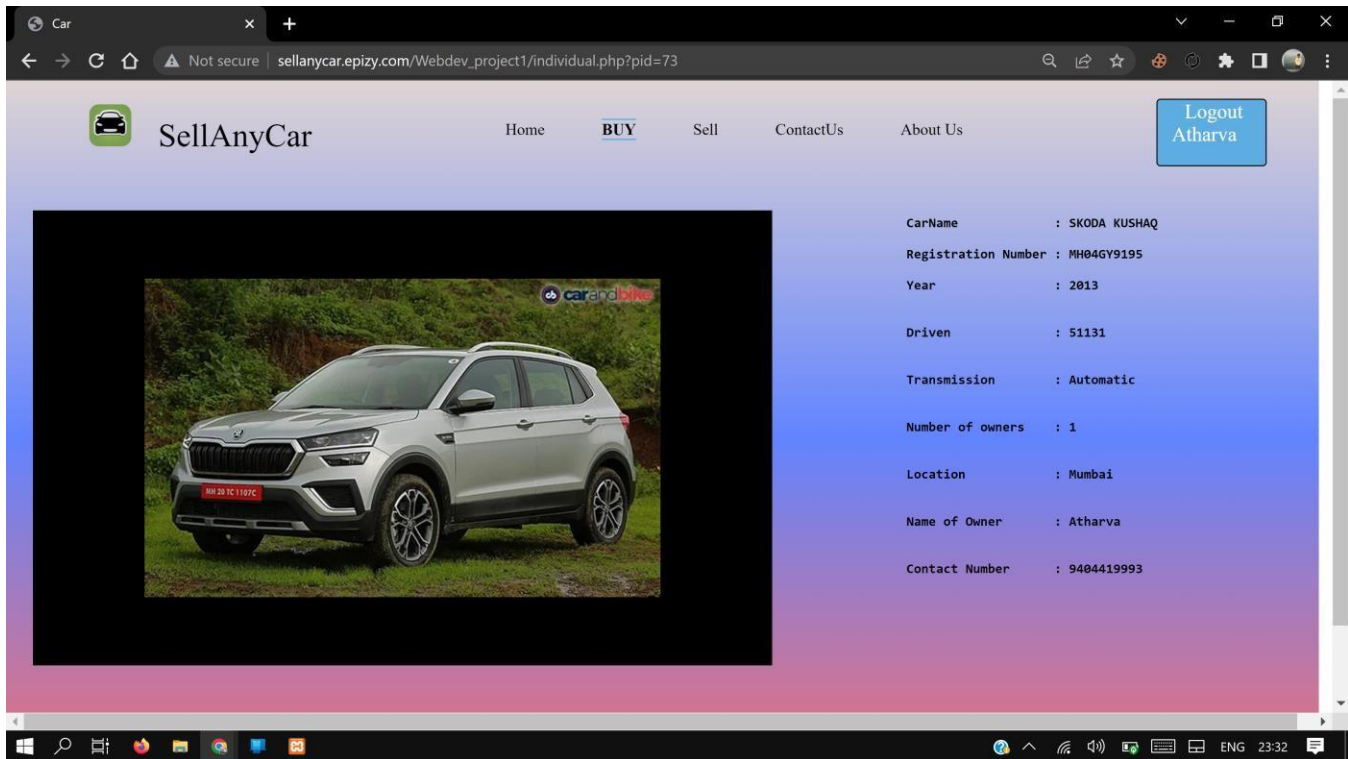 Car
Not secure | sellanycar.epizy.com/Webdev_project1/individual.php?pid=73
SellAnyCar
Home
BUY
Sell
ContactUs
About Us
Logout
Atharva
carandbike
MH 20 TC 1107C
CarName : SKODA KUSHAQ
Registration Number : MH04GY9195
Year : 2013
Driven : 51131
Transmission : Automatic
Number of owners : 1
Location : Mumbai
Name of Owner : Atharva
Contact Number : 9404419993
ENG 23:32